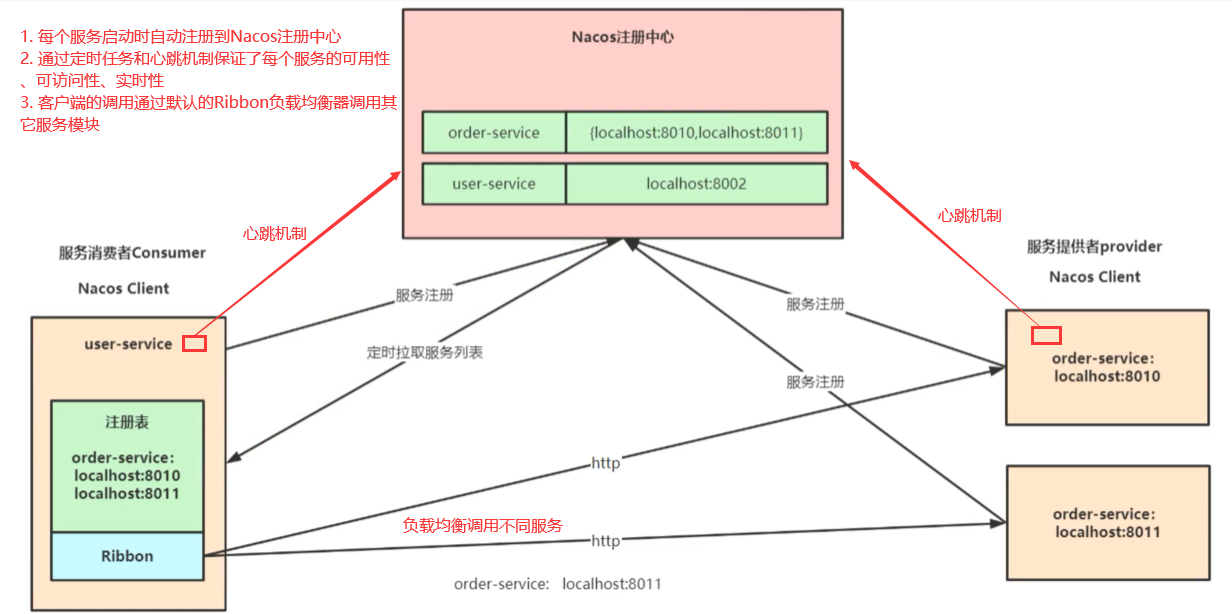 1. 每个服务启动时自动注册到Nacos注册中心
2. 通过定时任务和心跳机制保证了每个服务的可用性
、可访问性、实时性
3. 客户端的调用通过默认的Ribbon负载均衡器调用其
它服务模块
Nacos注册中心
order-service
{localhost:8010,localhost:8011}
user-service
localhost:8002
心跳机制
心跳机制
服务消费者Consumer
Nacos Client
服务提供者provider
Nacos Client
服务注册
服务注册
定时拉取服务列表
服务注册
user-service
注册表
order-service:
localhost:8010
localhost:8011
Ribbon
order-service:
localhost:8010
http
负载均衡调用不同服务
http
order-service:
localhost:8011
order-service: localhost:8011